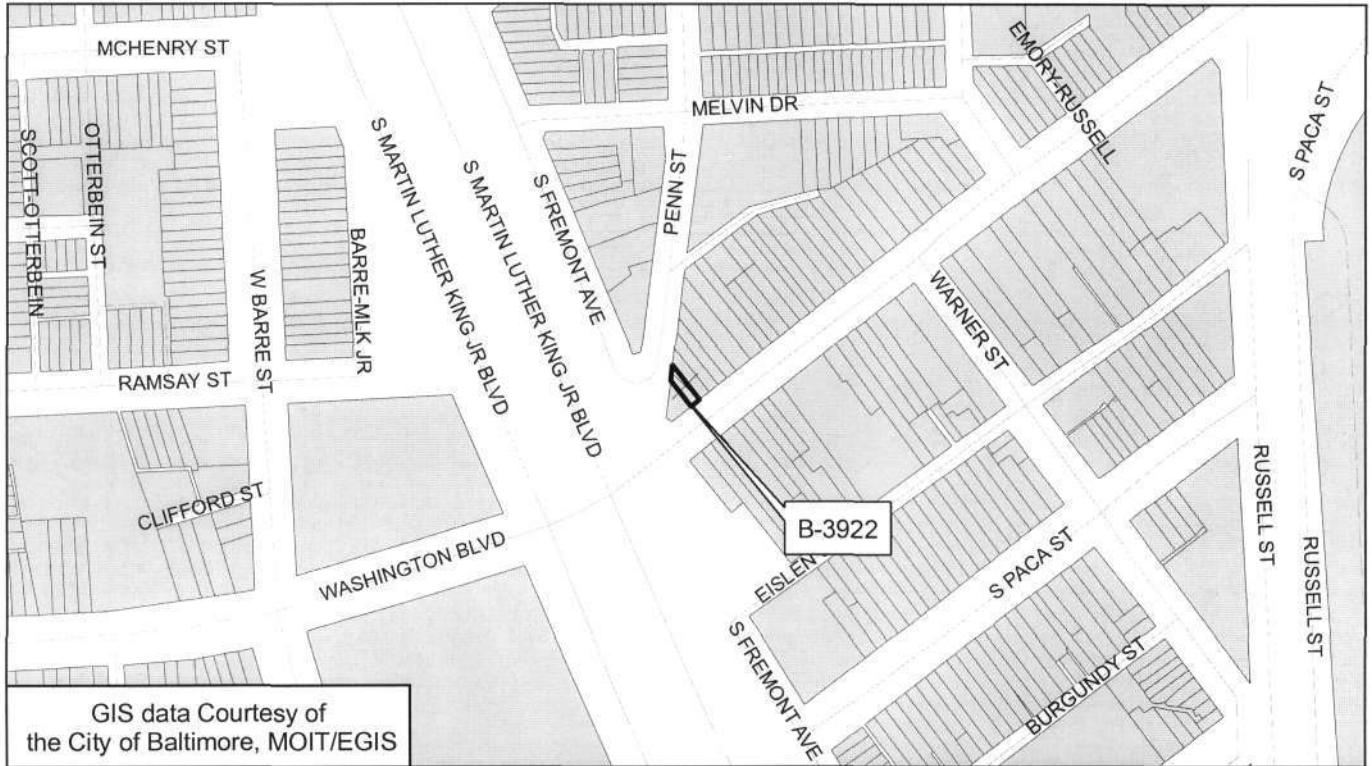 MCHENRY ST
EMORY-RUSSELL
S PACA ST
MELVIN DR
OTTERBEIN ST
SCOTT-OTTERBEIN
S MARTIN LUTHER KING JR BLVD
S MARTIN LUTHER KING JR BLVD
S FREMONT AVE
PENN ST
BARRE-MLK JR
W BARRE ST
WARNER ST
RAMSAY ST
CLIFFORD ST
WASHINGTON BLVD
B-3922
EISLEN
S PACA ST
RUSSELL ST
RUSSELL ST
S FREMONT AVE
BURGUNDY ST
GIS data Courtesy of
the City of Baltimore, MOIT/EGIS